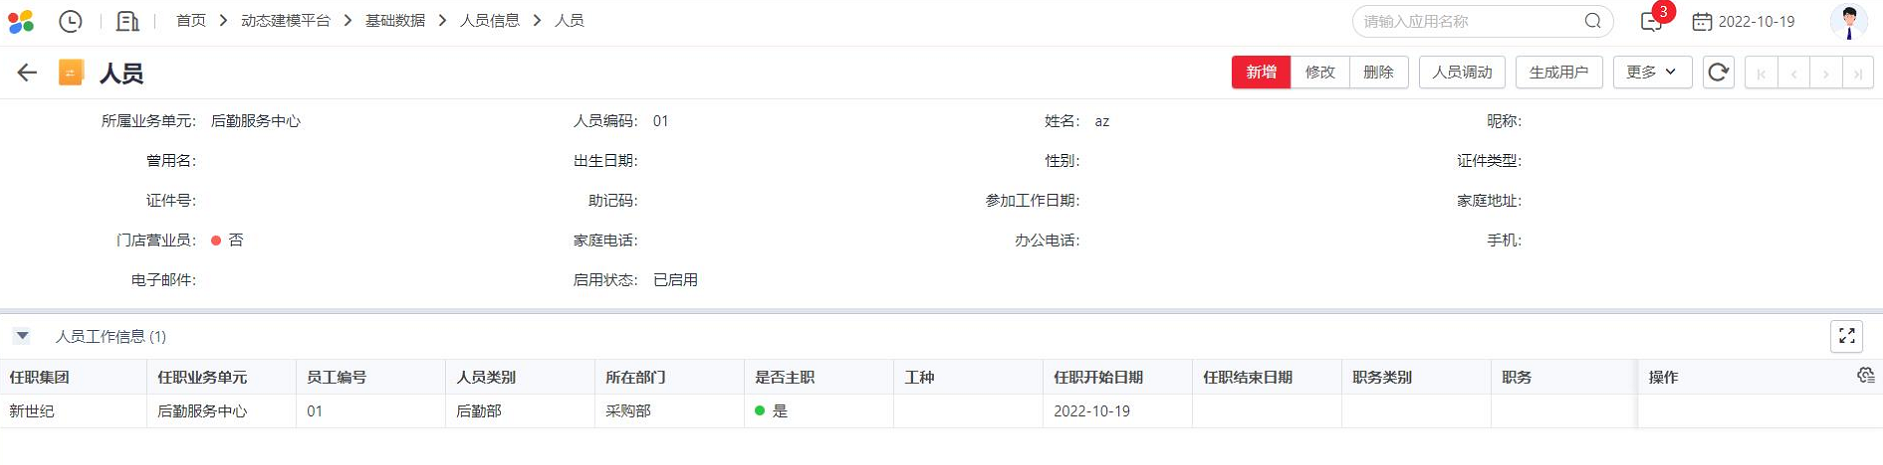 首页 动态建模平台 基础数据 人员信息 人员 请输入应用名称 3 2022-10-19
人员 新增 修改 删除 人员调动 生成用户 更多
所属业务单元: 后勤服务中心 人员编码: 01 姓名: az 昵称:
曾用名: 出生日期: 性别: 证件类型:
证件号: 助记码: 参加工作日期: 家庭地址:
门店营业员: 否 家庭电话: 办公电话: 手机:
电子邮件: 启用状态: 已启用
人员工作信息 (1)
任职集团 任职业务单元 员工编号 人员类别 所在部门 是否主职 工种 任职开始日期 任职结束日期 职务类别 职务 操作
新世纪 后勤服务中心 01 后勤部 采购部 是 2022-10-19